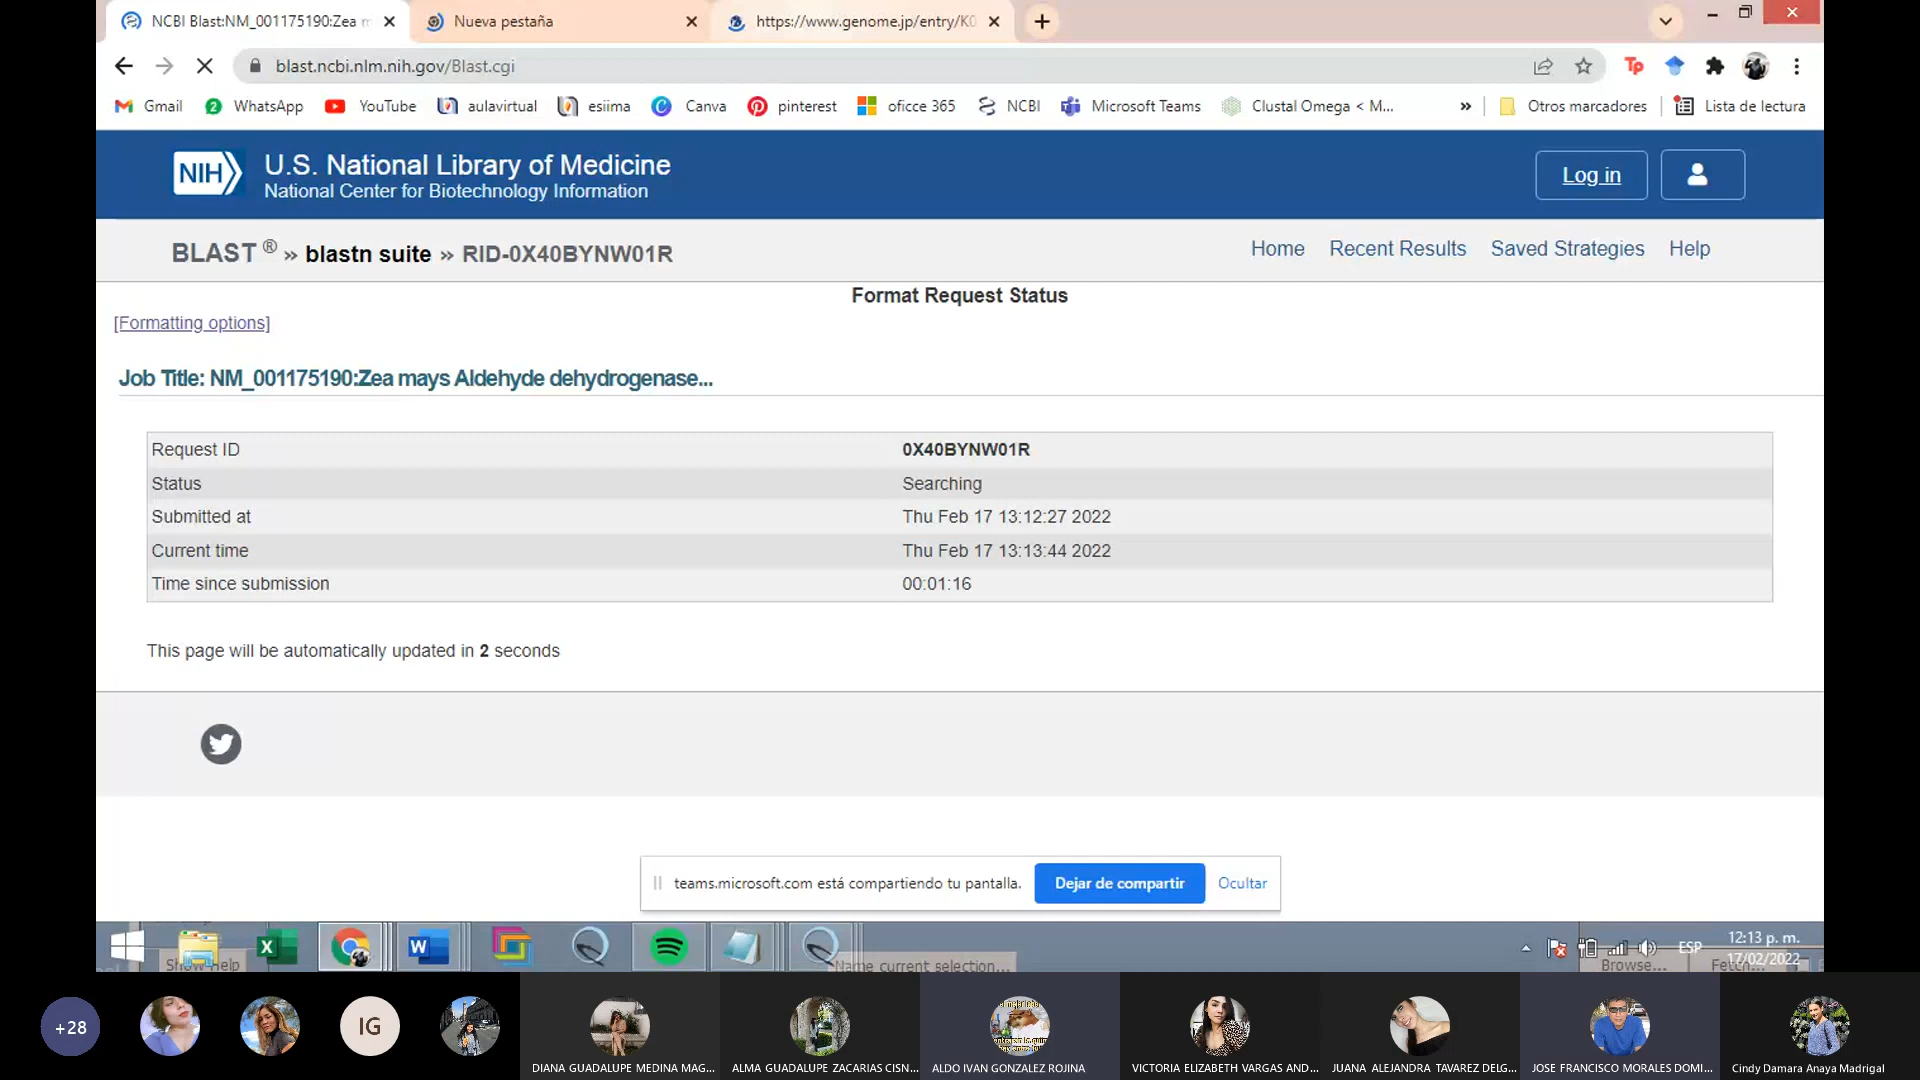 NCBI Blast:NM_001175190:Zea m
Nueva pestaña
https://www.genome.jp/entry/K0
blast.ncbi.nlm.nih.gov/Blast.cgi
Gmail
WhatsApp
YouTube
aulavirtual
esiima
Canva
pinterest
oficce 365
NCBI
Microsoft Teams
Clustal Omega < M...
»
Otros marcadores
Lista de lectura
NIH
U.S. National Library of Medicine
National Center for Biotechnology Information
Log in
BLAST ® » blastn suite » RID-0X40BYNW01R
Home
Recent Results
Saved Strategies
Help
Format Request Status
[Formatting options]
Job Title: NM_001175190:Zea mays Aldehyde dehydrogenase...
Request ID 0X40BYNW01R
Status Searching
Submitted at Thu Feb 17 13:12:27 2022
Current time Thu Feb 17 13:13:44 2022
Time since submission 00:01:16
This page will be automatically updated in 2 seconds
teams.microsoft.com está compartiendo tu pantalla.
Dejar de compartir
Ocultar
Show help
Name current selection...
ESP
12:13 p. m.
17/02/2022
Browse...
Fetch...
+28
IG
DIANA GUADALUPE MEDINA MAG...
ALMA GUADALUPE ZACARIAS CISN...
ALDO IVAN GONZALEZ ROJINA
VICTORIA ELIZABETH VARGAS AND...
JUANA ALEJANDRA TAVAREZ DELG...
JOSE FRANCISCO MORALES DOMI...
Cindy Damara Anaya Madrigal